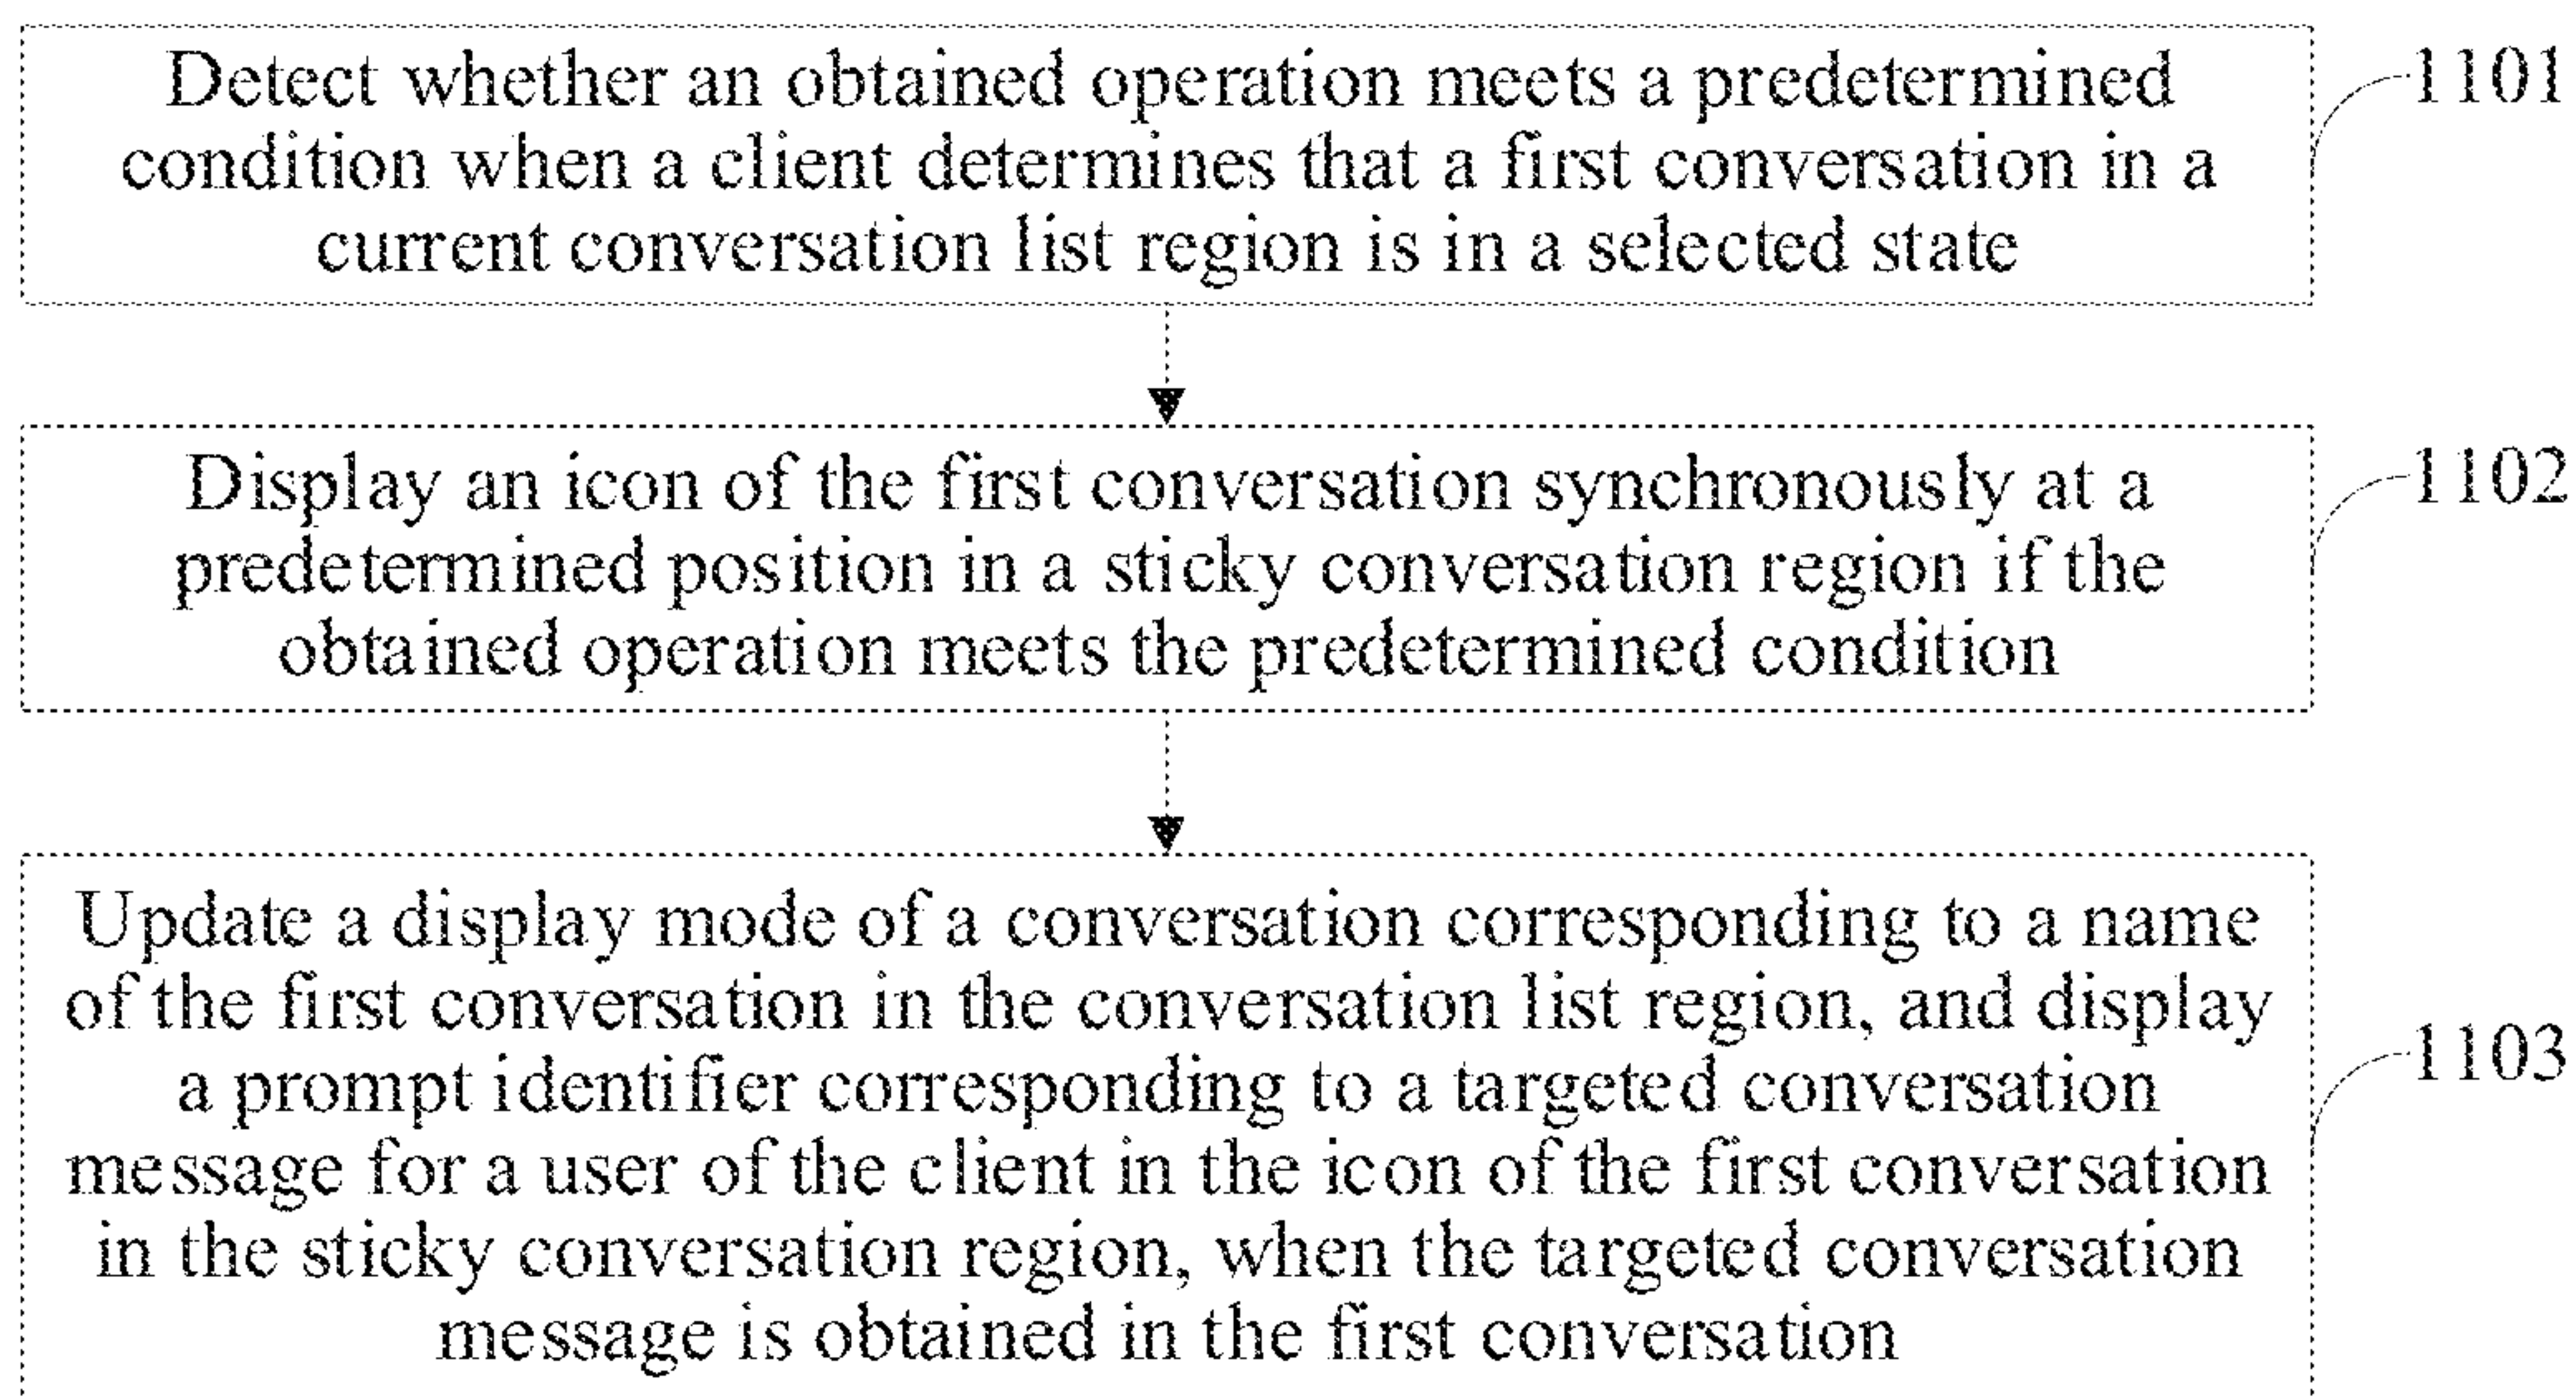 Detect whether an obtained operation meets a predetermined
condition when a client determines that a first conversation in a
current conversation list region is in a selected state
1101
Display an icon of the first conversation synchronously at a
predetermined position in a sticky conversation region if the
obtained operation meets the predetermined condition
1102
Update a display mode of a conversation corresponding to a name
of the first conversation in the conversation list region, and display
a prompt identifier corresponding to a targeted conversation
message for a user of the client in the icon of the first conversation
in the sticky conversation region, when the targeted conversation
message is obtained in the first conversation
1103